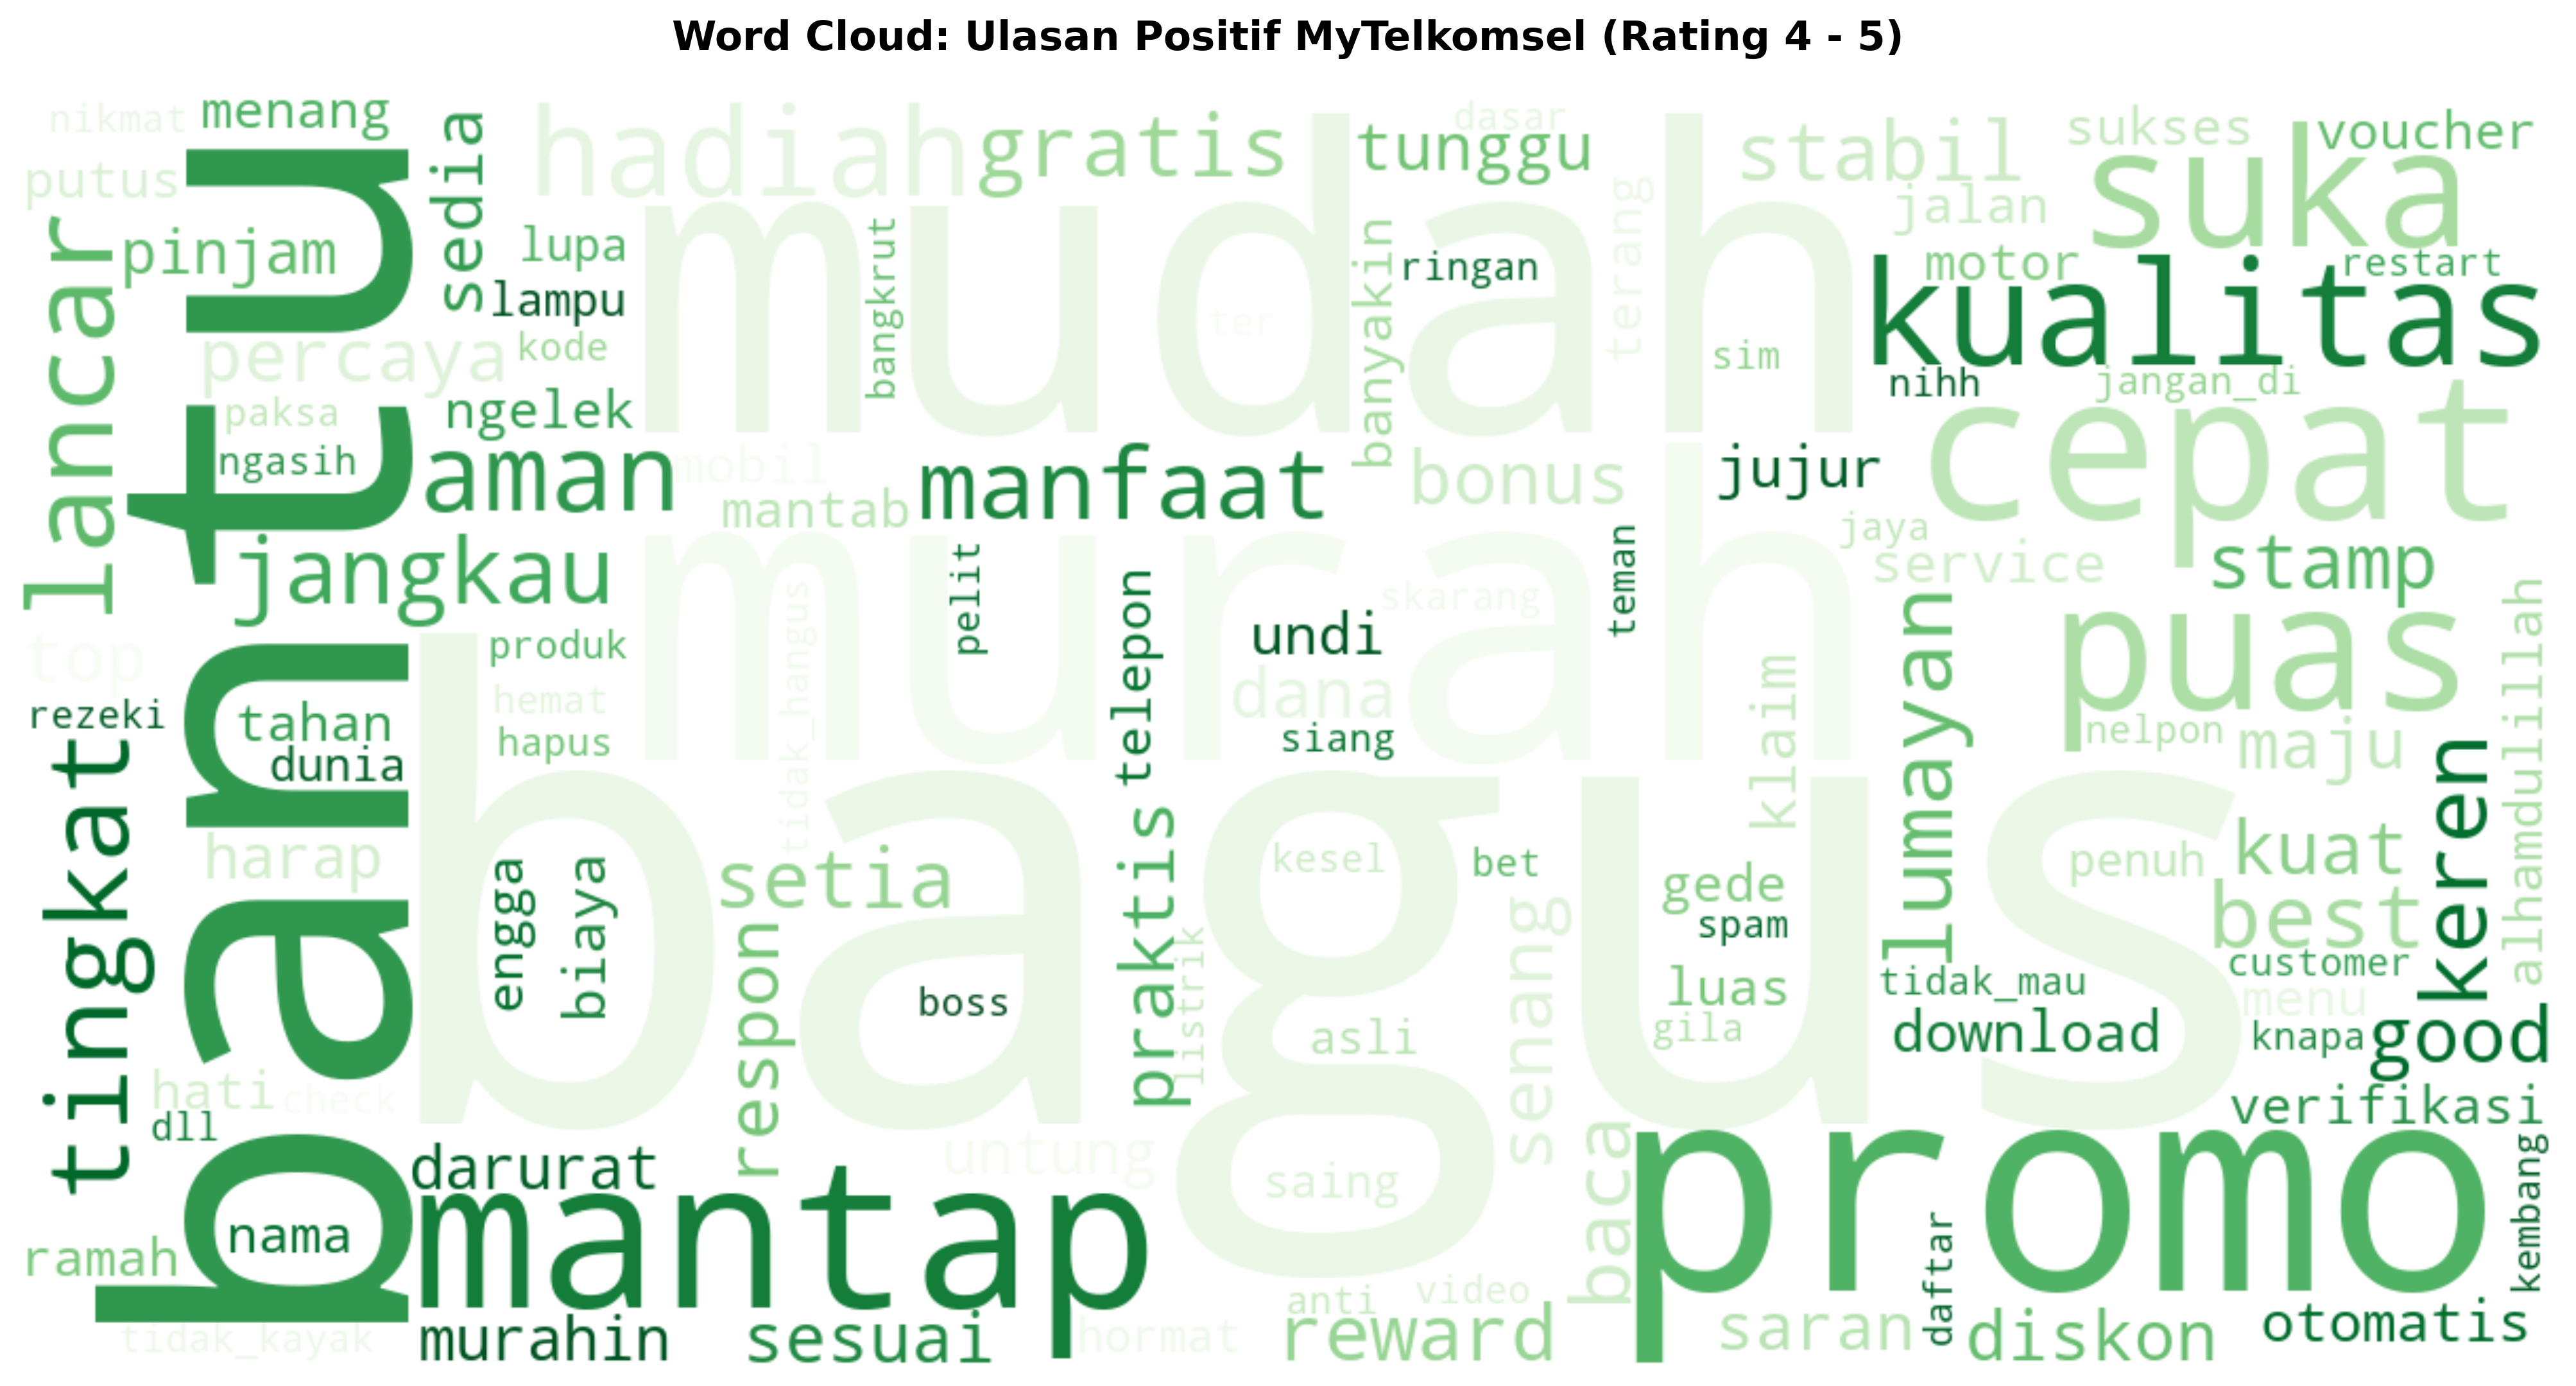 Word Cloud: Ulasan Positif MyTelkomsel (Rating 4 - 5)
nikmat
menang
putus
pinjam
lancar
bantu
sedia
hadiah
gratis
tunggu
dasar
stabil
sukses
voucher
suka
jalan
motor
restart
lupa
lampu
kode
percaya
paksa
ngelek
ngasih
mudah
bangkrut
banyakin
ringan
ter
terang
sim
kualitas
nihh
jangan_di
aman
mobil
mantab
manfaat
bonus
jujur
cepat
jangkau
murah
pelit
telepon
undi
skarang
teman
jaya
service
stamp
top
produk
hemat
hapus
tidak_hangus
dana
siang
klaim
lumayan
puas
nelpon
maju
alhamdulillah
rezeki
tahan
dunia
tingkat
harap
bagus
engga
biaya
setia
respon
boss
praktis
listrik
kesel
bet
asli
senang
gede
spam
luas
gila
penuh
kuat
best
keren
customer
tidak_mau
menu
download
knapa
good
verifikasi
hati
check
dll
darurat
untung
saing
baca
promo
kembang
nama
ramah
mantap
tidak_kayak
murahin
sesuai
hormat
anti
video
reward
saran
daftar
diskon
otomatis